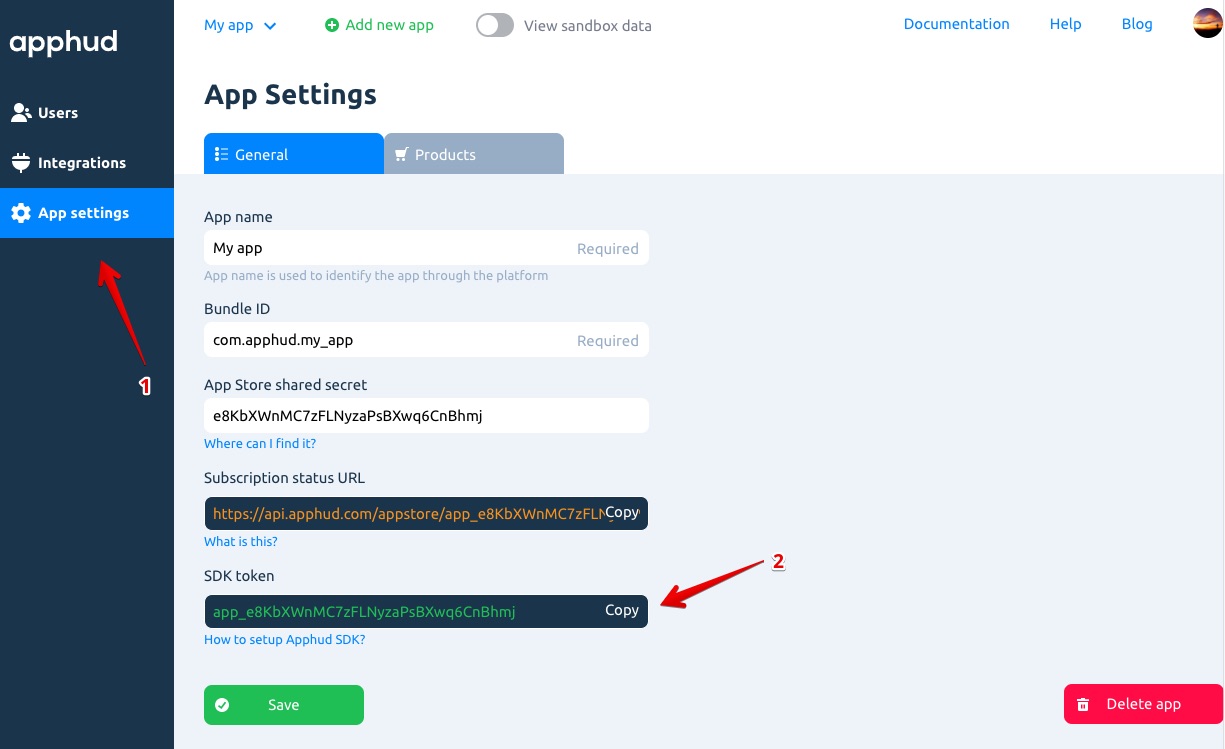 apphud
My app
Add new app
View sandbox data
Documentation
Help
Blog
Users
Integrations
App settings
1
App Settings
General
Products
App name
My app Required
App name is used to identify the app through the platform
Bundle ID
com.apphud.my_app Required
App Store shared secret
e8KbXWnMC7zFLNyzaPsBXwq6CnBhmj
Where can I find it?
Subscription status URL
https://api.apphud.com/appstore/app_e8KbXWnMC7zFLN Copy
What is this?
SDK token
app_e8KbXWnMC7zFLNyzaPsBXwq6CnBhmj Copy
2
How to setup Apphud SDK?
Save
Delete app